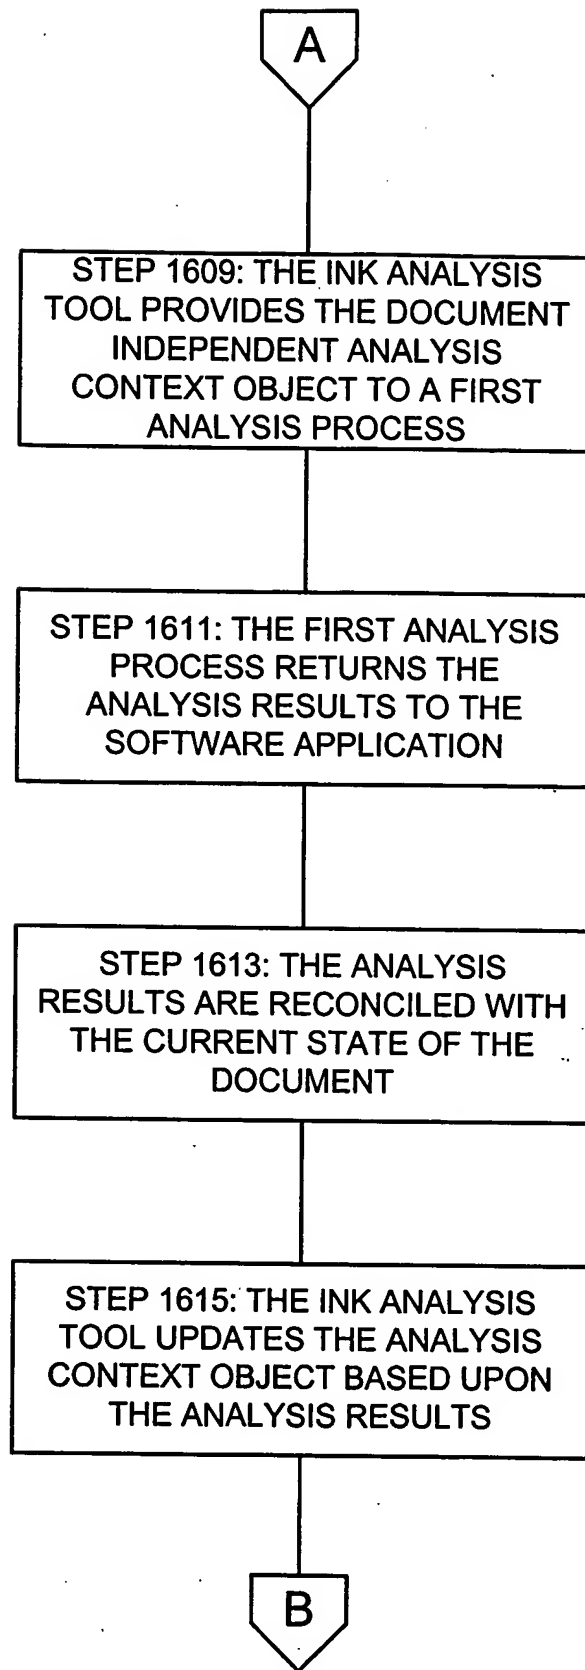 A
STEP 1609: THE INK ANALYSIS
TOOL PROVIDES THE DOCUMENT
INDEPENDENT ANALYSIS
CONTEXT OBJECT TO A FIRST
ANALYSIS PROCESS
STEP 1611: THE FIRST ANALYSIS
PROCESS RETURNS THE
ANALYSIS RESULTS TO THE
SOFTWARE APPLICATION
STEP 1613: THE ANALYSIS
RESULTS ARE RECONCILED WITH
THE CURRENT STATE OF THE
DOCUMENT
STEP 1615: THE INK ANALYSIS
TOOL UPDATES THE ANALYSIS
CONTEXT OBJECT BASED UPON
THE ANALYSIS RESULTS
B